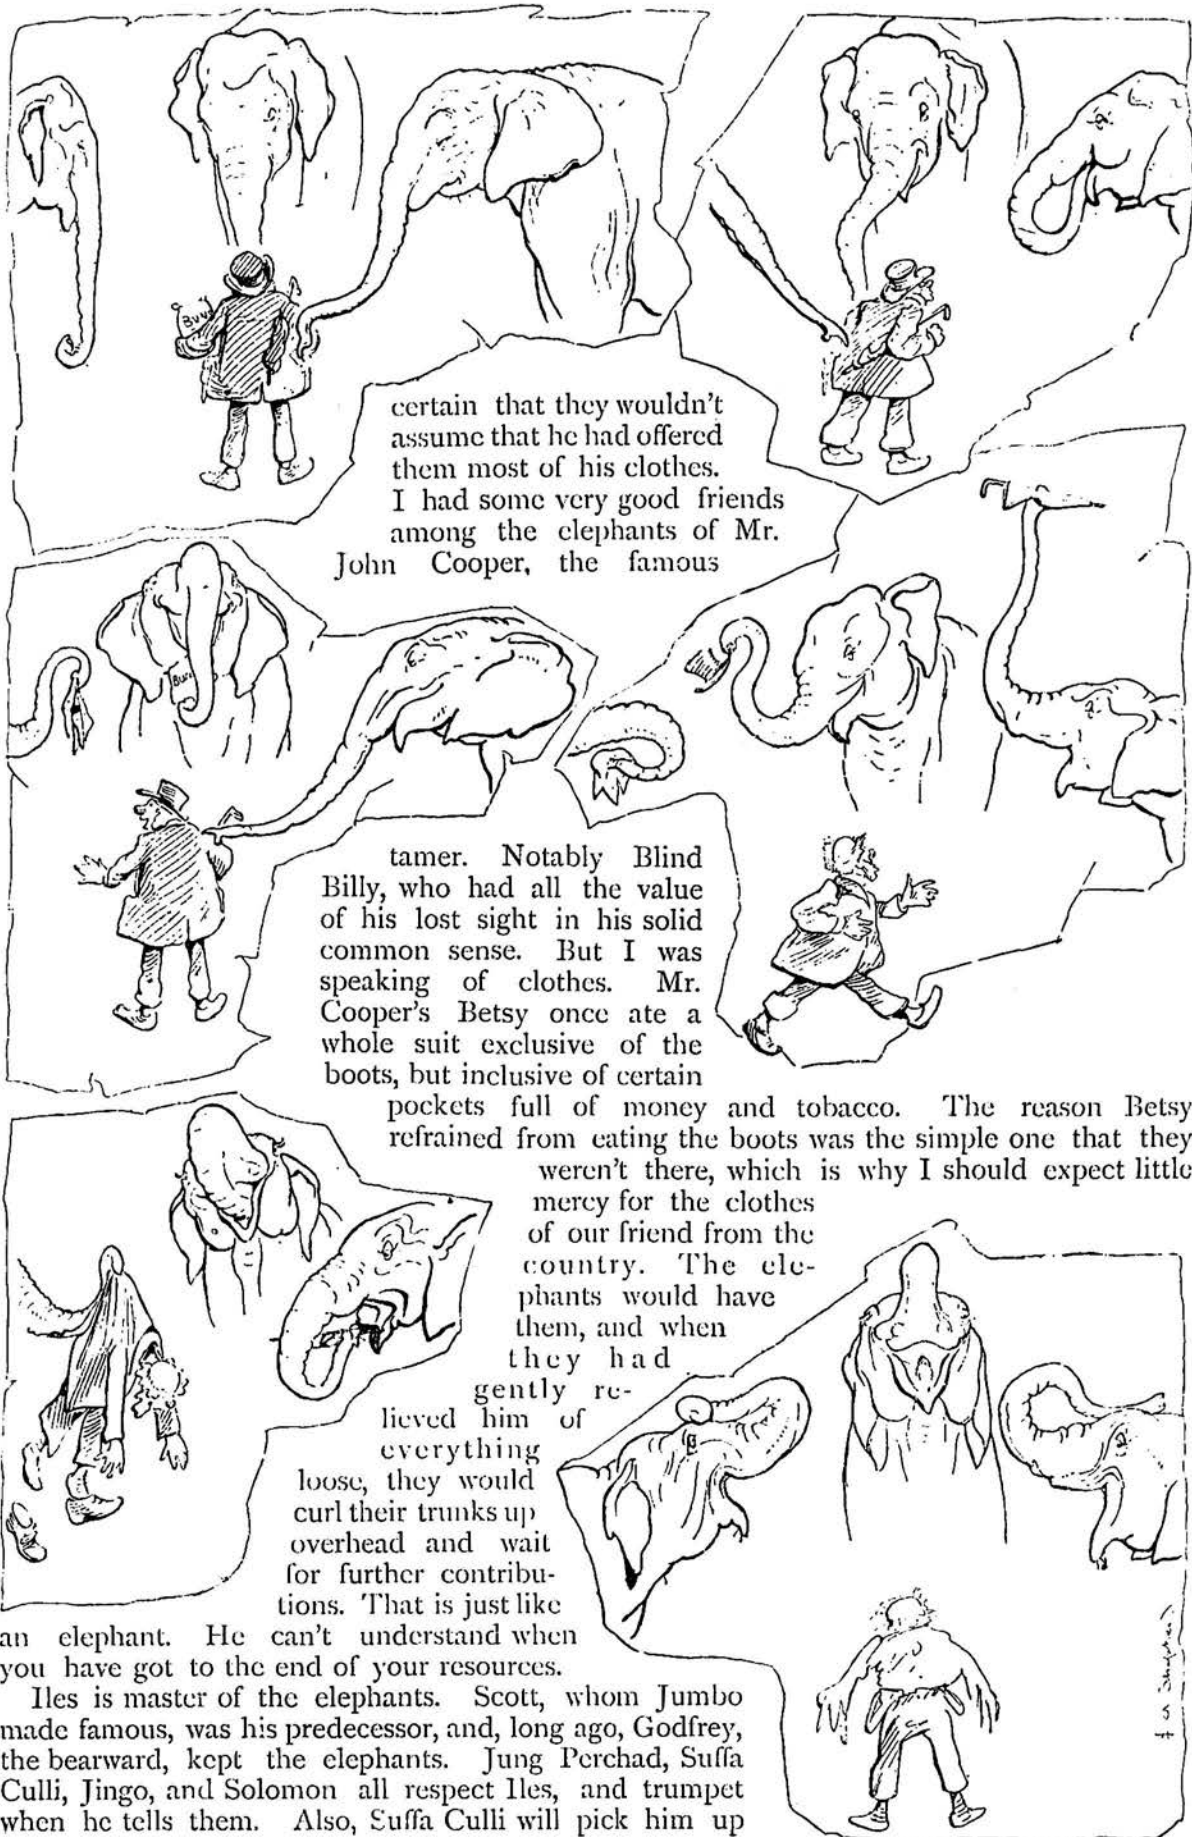 Buns
certain that they wouldn't
assume that he had offered
them most of his clothes.
I had some very good friends
among the elephants of Mr.
John Cooper, the famous
tamer. Notably Blind
Billy, who had all the value
of his lost sight in his solid
common sense. But I was
speaking of clothes. Mr.
Cooper's Betsy once ate a
whole suit exclusive of the
boots, but inclusive of certain
pockets full of money and tobacco. The reason Betsy
refrained from eating the boots was the simple one that they
weren't there, which is why I should expect little
mercy for the clothes
of our friend from the
country. The ele-
phants would have
them, and when
they had
gently re-
lieved him of
everything
loose, they would
curl their trunks up
overhead and wait
for further contribu-
tions. That is just like
an elephant. He can't understand when
you have got to the end of your resources.
Iles is master of the elephants. Scott, whom Jumbo
made famous, was his predecessor, and, long ago, Godfrey,
the bearward, kept the elephants. Jung Perchad, Suffa
Culli, Jingo, and Solomon all respect Iles, and trumpet
when he tells them. Also, Suffa Culli will pick him up